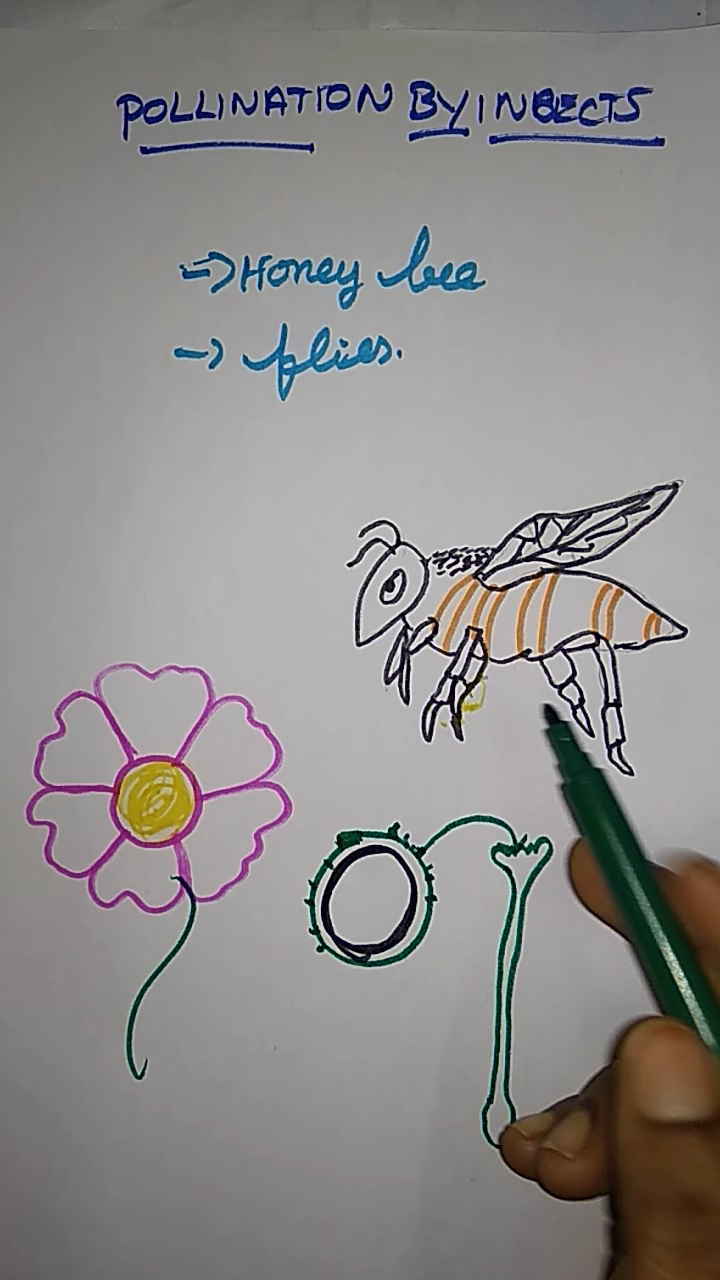 POLLINATION BY INSECTS
→ Honey bee
→ flies.